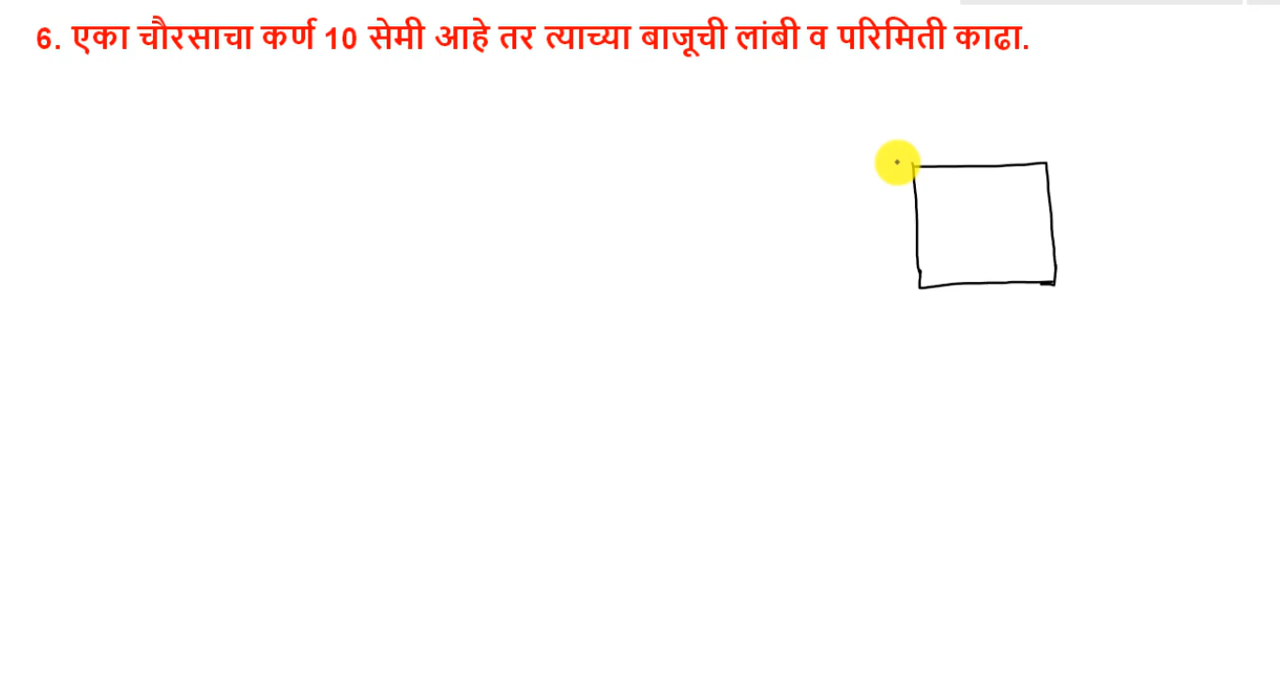 6. एका चौरसाचा कर्ण 10 सेमी आहे तर त्याच्या बाजूची लांबी व परिमिती काढा.